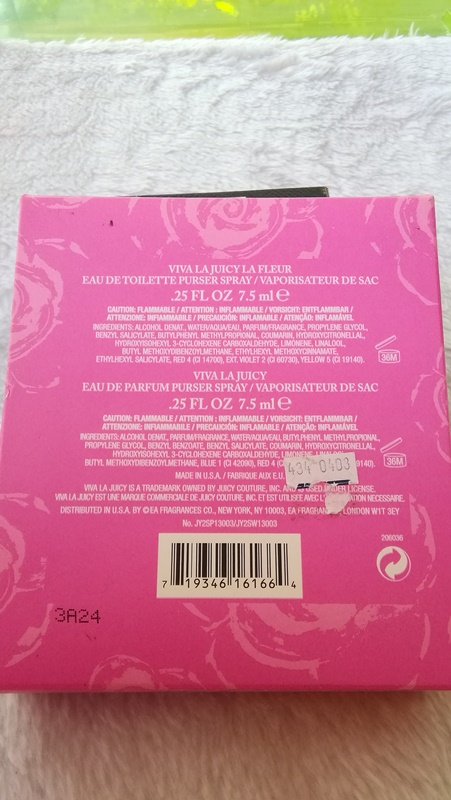 VIVA LA JUICY LA FLEUR
EAU DE TOILETTE PURSER SPRAY / VAPORISATEUR DE SAC
.25 FL OZ 7.5 ml ℮
CAUTION: FLAMMABLE / ATTENTION : INFLAMMABLE / VORSICHT: ENTFLAMMBAR /
ATTENZIONE: INFIAMMABILE / PRECAUCIÓN: INFLAMABLE / ATENÇÃO: INFLAMÁVEL
INGREDIENTS: ALCOHOL DENAT, WATER/AQUA/EAU, PARFUM/FRAGRANCE, PROPYLENE GLYCOL,
BENZYL SALICYLATE, BUTYLPHENYL METHYLPROPIONAL, COUMARIN, HYDROXYCITRONELLAL,
HYDROXYISOHEXYL 3-CYCLOHEXENE CARBOXALDEHYDE, LIMONENE, LINALOOL,
BUTYL METHOXYDIBENZOYLMETHANE, ETHYLHEXYL METHOXYCINNAMATE,
ETHYLHEXYL SALICYLATE, RED 4 (CI 14700), EXT. VIOLET 2 (CI 60730), YELLOW 5 (CI 19140).
36M
VIVA LA JUICY
EAU DE PARFUM PURSER SPRAY / VAPORISATEUR DE SAC
.25 FL OZ 7.5 ml ℮
CAUTION: FLAMMABLE / ATTENTION : INFLAMMABLE / VORSICHT: ENTFLAMMBAR /
ATTENZIONE: INFIAMMABILE / PRECAUCIÓN: INFLAMABLE / ATENÇÃO: INFLAMÁVEL
INGREDIENTS: ALCOHOL DENAT, PARFUM/FRAGRANCE, WATER/AQUA/EAU, BUTYLPHENYL METHYLPROPIONAL,
PROPYLENE GLYCOL, BENZYL BENZOATE, BENZYL SALICYLATE, COUMARIN, HYDROXYCITRONELLAL,
HYDROXYISOHEXYL 3-CYCLOHEXENE CARBOXALDEHYDE, LIMONENE, LINALOOL,
BUTYL METHOXYDIBENZOYLMETHANE, BLUE 1 (CI 42090), RED 4 (CI 19140).
36M
434 0403
MADE IN U.S.A. / FABRIQUÉ AUX É.U.
VIVA LA JUICY IS A TRADEMARK OWNED BY JUICY COUTURE, INC. AND USED UNDER LICENSE.
VIVA LA JUICY EST UNE MARQUE COMMERCIALE DE JUICY COUTURE, INC. ET EST UTILISÉE AVEC NÉCESSAIRE.
DISTRIBUTED IN U.S.A. BY ©EA FRAGRANCES CO., NEW YORK, NY 10003, EA LONDON W1T 3EY
No. JY2SP13003/JY2SW13003
206036
7 19346 16166 4
3A24